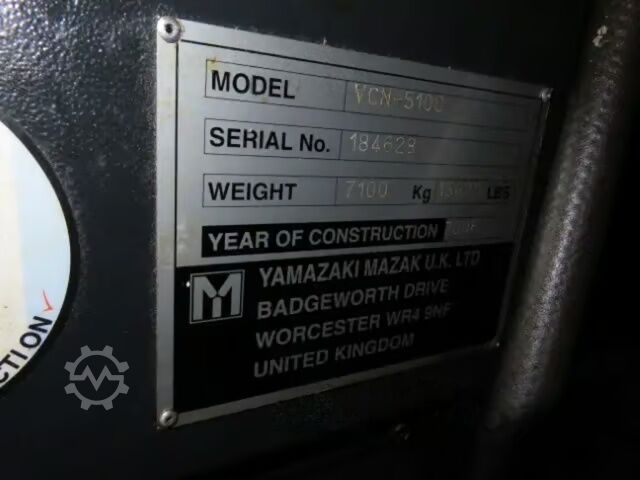 MODEL VCN-510C
SERIAL No. 184628
WEIGHT 7100 Kg LBS
YEAR OF CONSTRUCTION
YAMAZAKI MAZAK U.K. LTD
BADGEWORTH DRIVE
WORCESTER WR4 9NF
UNITED KINGDOM
CTION